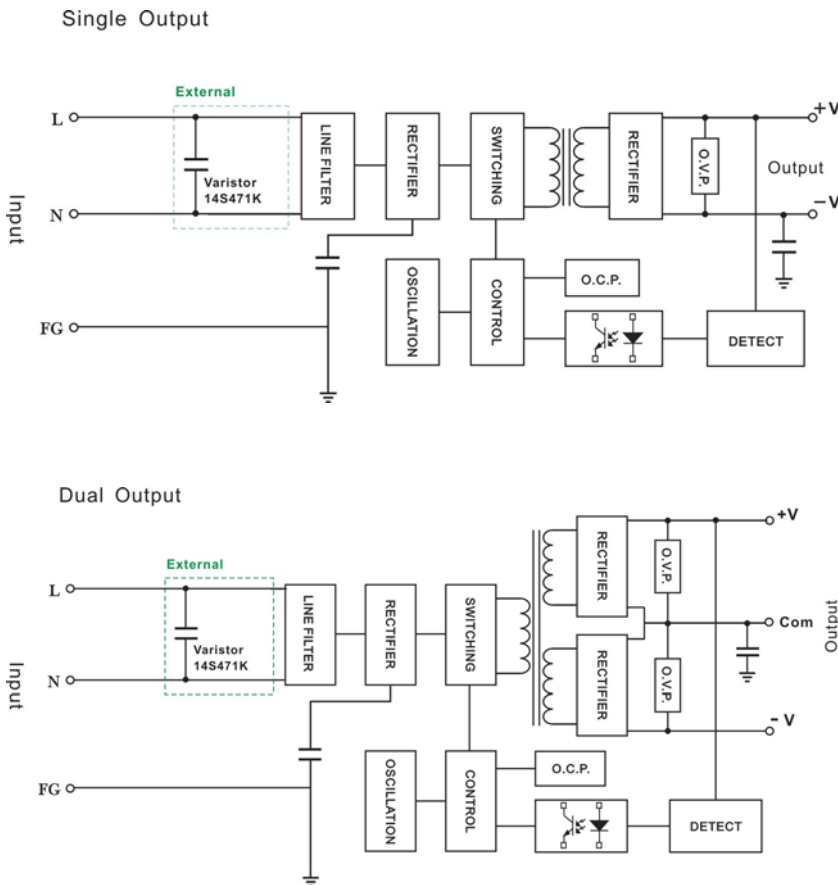 Single Output
External
L
N
FG
Input
Varistor
14S471K
LINE FILTER
RECTIFIER
SWITCHING
RECTIFIER
O.V.P.
+V
Output
–V
OSCILLATION
CONTROL
O.C.P.
DETECT
Dual Output
External
L
N
FG
Input
Varistor
14S471K
LINE FILTER
RECTIFIER
SWITCHING
RECTIFIER
RECTIFIER
O.V.P.
O.V.P.
+V
Com
- V
Output
OSCILLATION
CONTROL
O.C.P.
DETECT